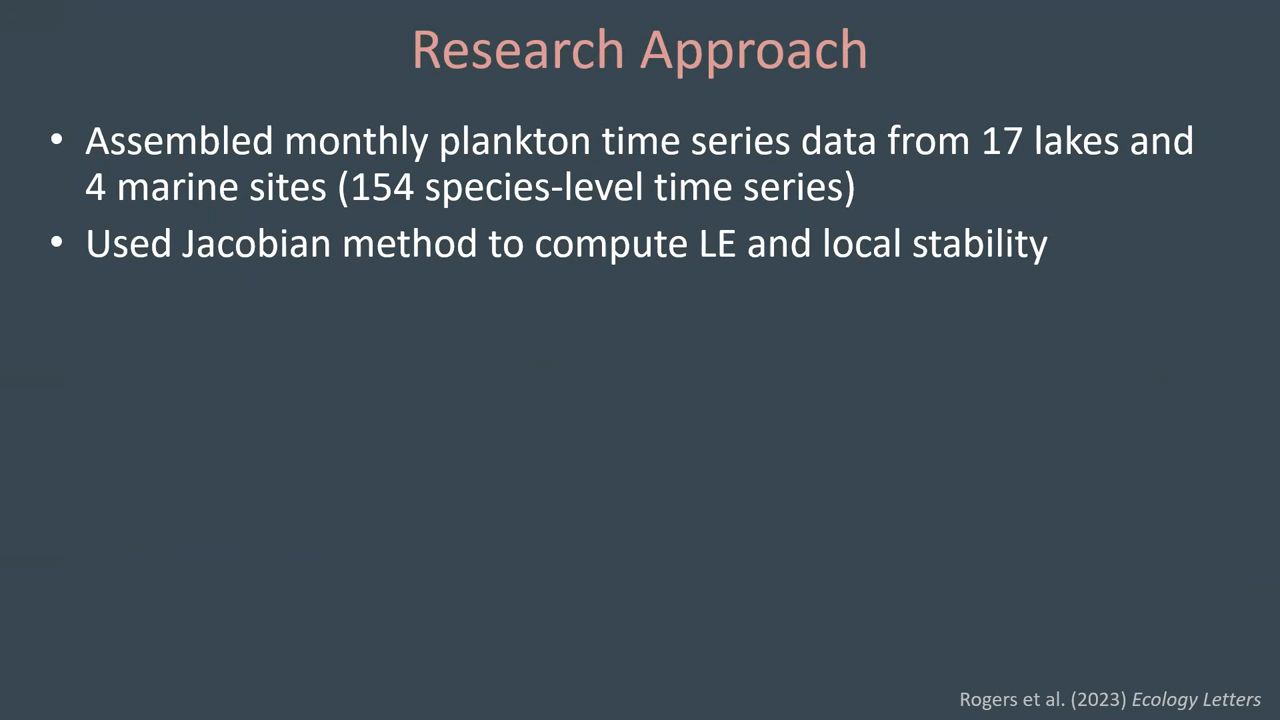 Research Approach
• Assembled monthly plankton time series data from 17 lakes and
4 marine sites (154 species-level time series)
• Used Jacobian method to compute LE and local stability
Rogers et al. (2023) Ecology Letters